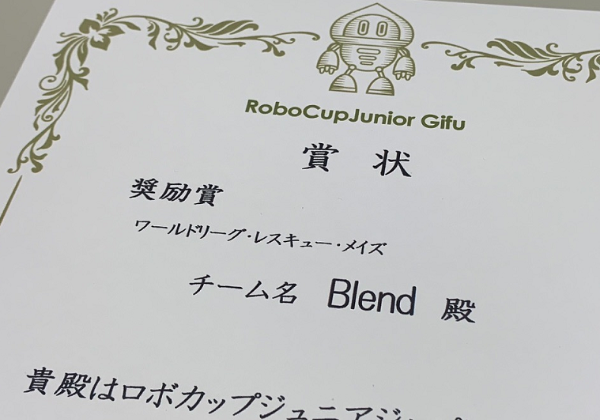 RoboCupJunior Gifu
賞 状
奨励賞
ワールドリーグ・レスキュー・メイズ
チーム名 Blend 殿
貴殿はロボカップジュニアジャパ